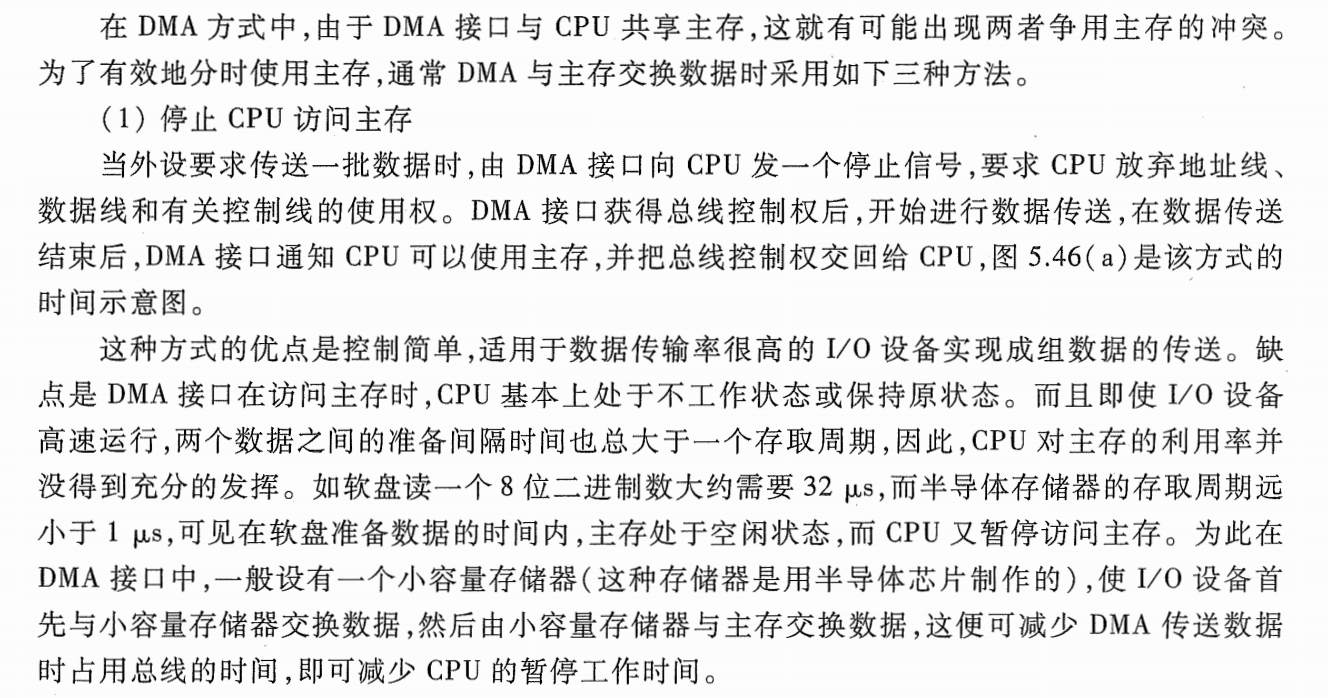 在 DMA 方式中,由于 DMA 接口与 CPU 共享主存,这就有可能出现两者争用主存的冲突。
为了有效地分时使用主存,通常 DMA 与主存交换数据时采用如下三种方法。
(1) 停止 CPU 访问主存
当外设要求传送一批数据时,由 DMA 接口向 CPU 发一个停止信号,要求 CPU 放弃地址线、
数据线和有关控制线的使用权。DMA 接口获得总线控制权后,开始进行数据传送,在数据传送
结束后,DMA 接口通知 CPU 可以使用主存,并把总线控制权交回给 CPU,图 5.46(a)是该方式的
时间示意图。
这种方式的优点是控制简单,适用于数据传输率很高的 I/O 设备实现成组数据的传送。缺
点是 DMA 接口在访问主存时,CPU 基本上处于不工作状态或保持原状态。而且即使 I/O 设备
高速运行,两个数据之间的准备间隔时间也总大于一个存取周期,因此,CPU 对主存的利用率并
没得到充分的发挥。如软盘读一个 8 位二进制数大约需要 32 μs,而半导体存储器的存取周期远
小于 1 μs,可见在软盘准备数据的时间内,主存处于空闲状态,而 CPU 又暂停访问主存。为此在
DMA 接口中,一般设有一个小容量存储器(这种存储器是用半导体芯片制作的),使 I/O 设备首
先与小容量存储器交换数据,然后由小容量存储器与主存交换数据,这便可减少 DMA 传送数据
时占用总线的时间,即可减少 CPU 的暂停工作时间。